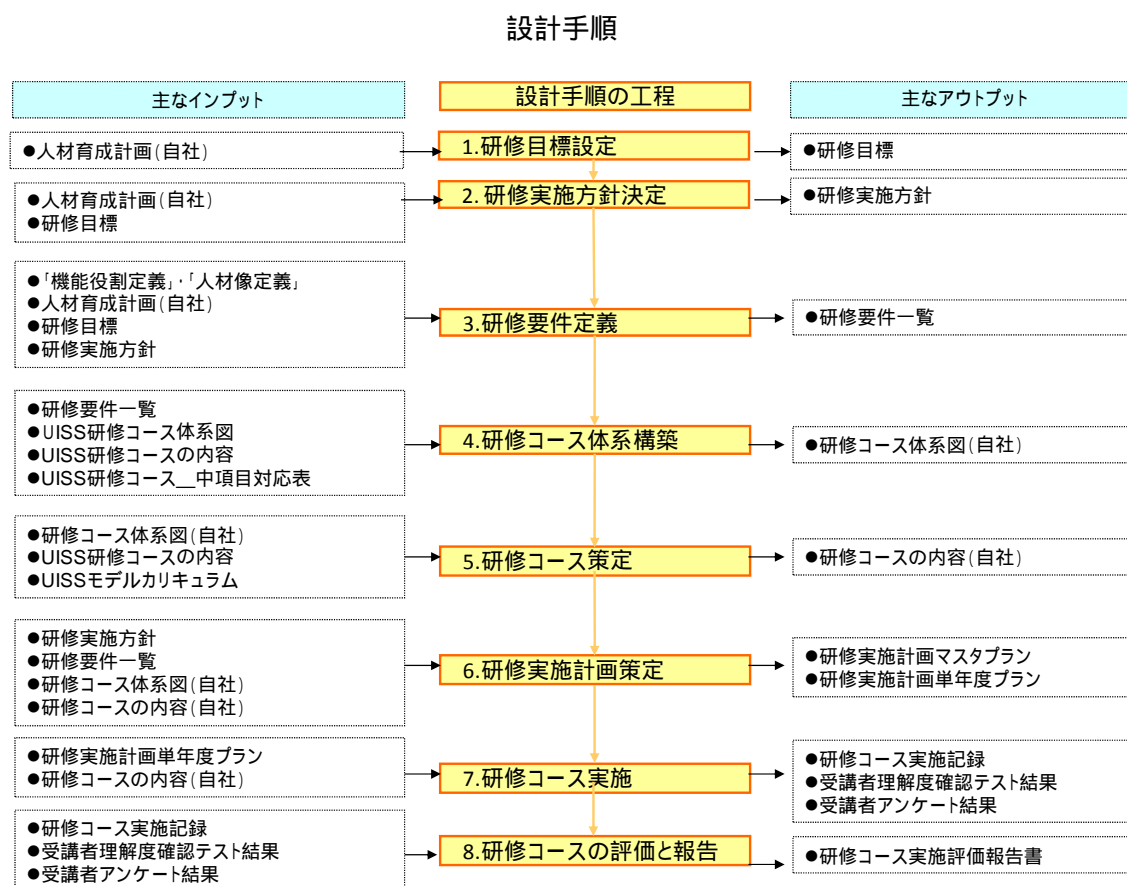 設計手順
主なインプット
設計手順の工程
主なアウトプット
●人材育成計画(自社)
1.研修目標設定
●研修目標
●人材育成計画(自社)
●研修目標
2. 研修実施方針決定
●研修実施方針
●「機能役割定義」・「人材像定義」
●人材育成計画(自社)
●研修目標
●研修実施方針
3.研修要件定義
●研修要件一覧
●研修要件一覧
●UISS研修コース体系図
●UISS研修コースの内容
●UISS研修コース__中項目対応表
4.研修コース体系構築
●研修コース体系図(自社)
●研修コース体系図(自社)
●UISS研修コースの内容
●UISSモデルカリキュラム
5.研修コース策定
●研修コースの内容(自社)
●研修実施方針
●研修要件一覧
●研修コース体系図(自社)
●研修コースの内容(自社)
6.研修実施計画策定
●研修実施計画マスタプラン
●研修実施計画単年度プラン
●研修実施計画単年度プラン
●研修コースの内容(自社)
7.研修コース実施
●研修コース実施記録
●受講者理解度確認テスト結果
●受講者アンケート結果
●研修コース実施記録
●受講者理解度確認テスト結果
●受講者アンケート結果
8.研修コースの評価と報告
●研修コース実施評価報告書